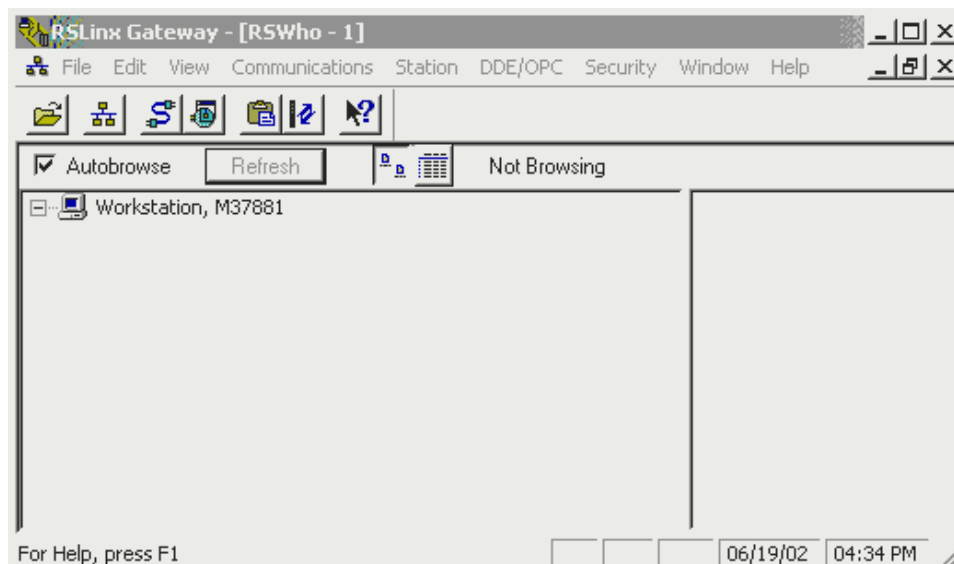 RSLinx Gateway - [RSWho - 1]
File Edit View Communications Station DDE/OPC Security Window Help
Autobrowse Refresh Not Browsing
Workstation, M37881
For Help, press F1 06/19/02 04:34 PM